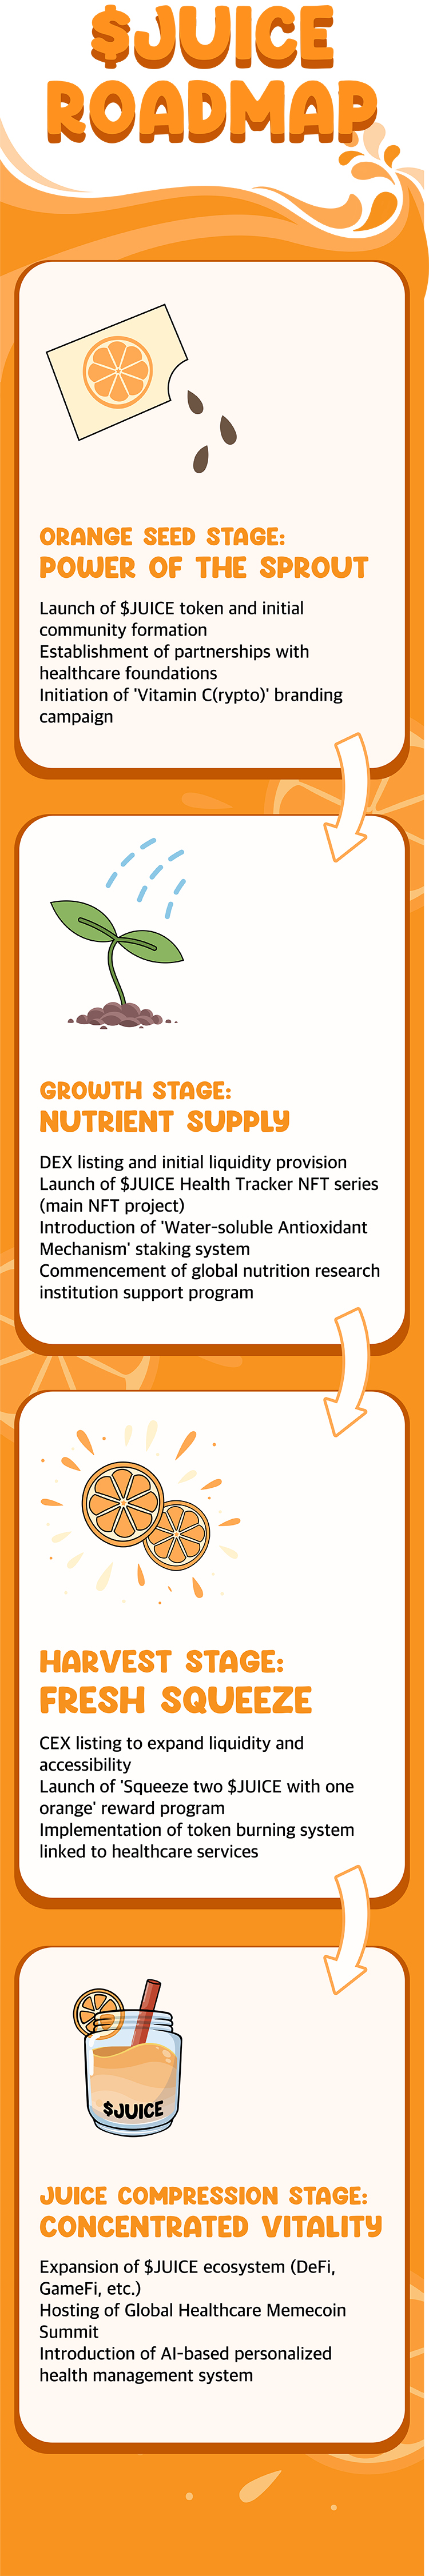 $JUICE
ROADMAP
ORANGE SEED STAGE:
POWER OF THE SPROUT
Launch of $JUICE token and initial
community formation
Establishment of partnerships with
healthcare foundations
Initiation of 'Vitamin C(rypto)' branding
campaign
GROWTH STAGE:
NUTRIENT SUPPLY
DEX listing and initial liquidity provision
Launch of $JUICE Health Tracker NFT series
(main NFT project)
Introduction of 'Water-soluble Antioxidant
Mechanism' staking system
Commencement of global nutrition research
institution support program
HARVEST STAGE:
FRESH SQUEEZE
CEX listing to expand liquidity and
accessibility
Launch of 'Squeeze two $JUICE with one
orange' reward program
Implementation of token burning system
linked to healthcare services
$JUICE
JUICE COMPRESSION STAGE:
CONCENTRATED VITALITY
Expansion of $JUICE ecosystem (DeFi,
GameFi, etc.)
Hosting of Global Healthcare Memecoin
Summit
Introduction of AI-based personalized
health management system